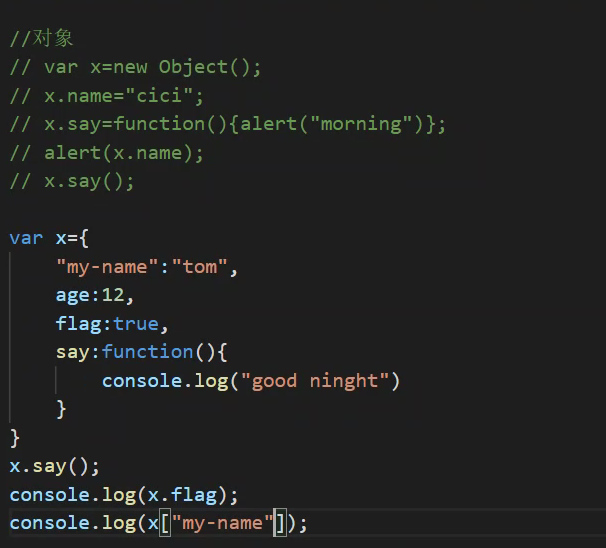 //对象
// var x=new Object();
// x.name="cici";
// x.say=function(){alert("morning")};
// alert(x.name);
// x.say();
var x={
"my-name":"tom",
age:12,
flag:true,
say:function(){
console.log("good ninght")
}
}
x.say();
console.log(x.flag);
console.log(x["my-name"]);